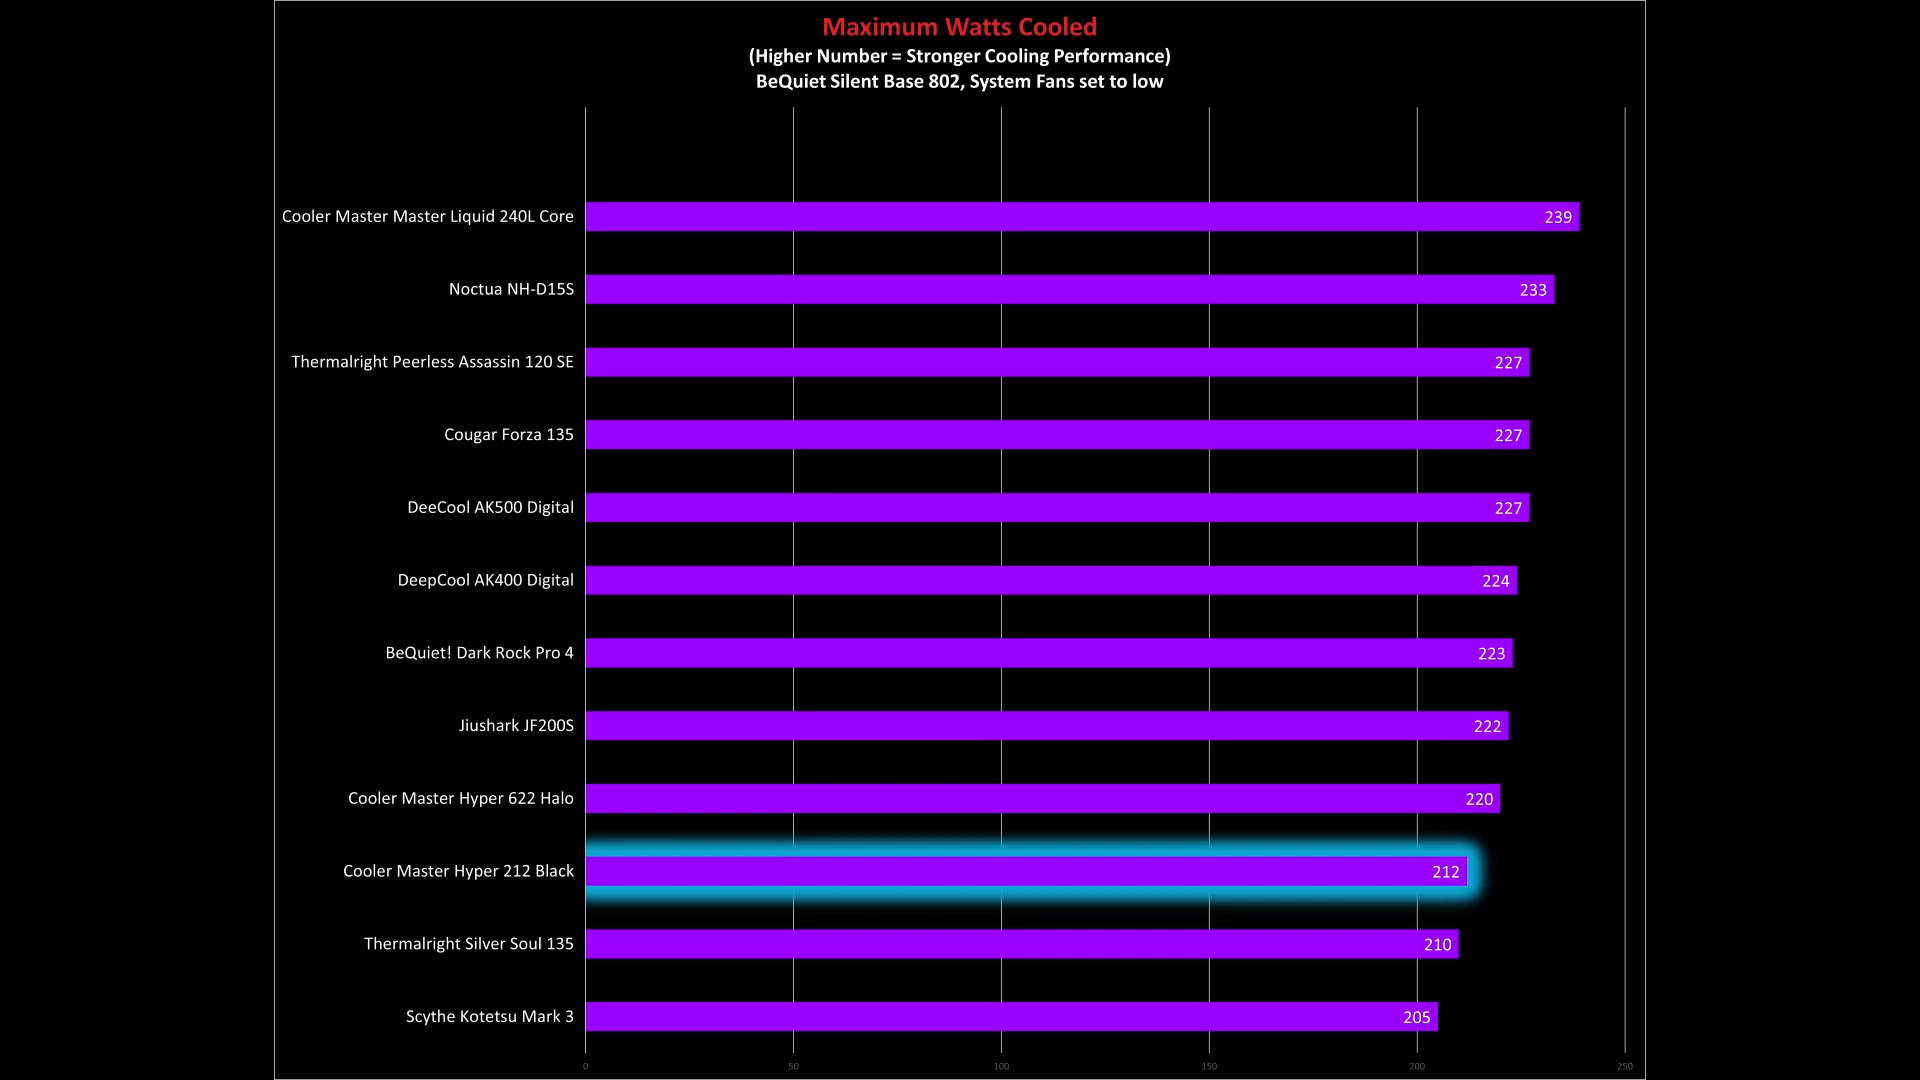 Maximum Watts Cooled
(Higher Number = Stronger Cooling Performance)
BeQuiet Silent Base 802, System Fans set to low
Cooler Master Master Liquid 240L Core 239
Noctua NH-D15S 233
Thermalright Peerless Assassin 120 SE 227
Cougar Forza 135 227
DeeCool AK500 Digital 227
DeepCool AK400 Digital 224
BeQuiet! Dark Rock Pro 4 223
Jiushark JF200S 222
Cooler Master Hyper 622 Halo 220
Cooler Master Hyper 212 Black 212
Thermalright Silver Soul 135 210
Scythe Kotetsu Mark 3 205
0 50 100 150 200 250